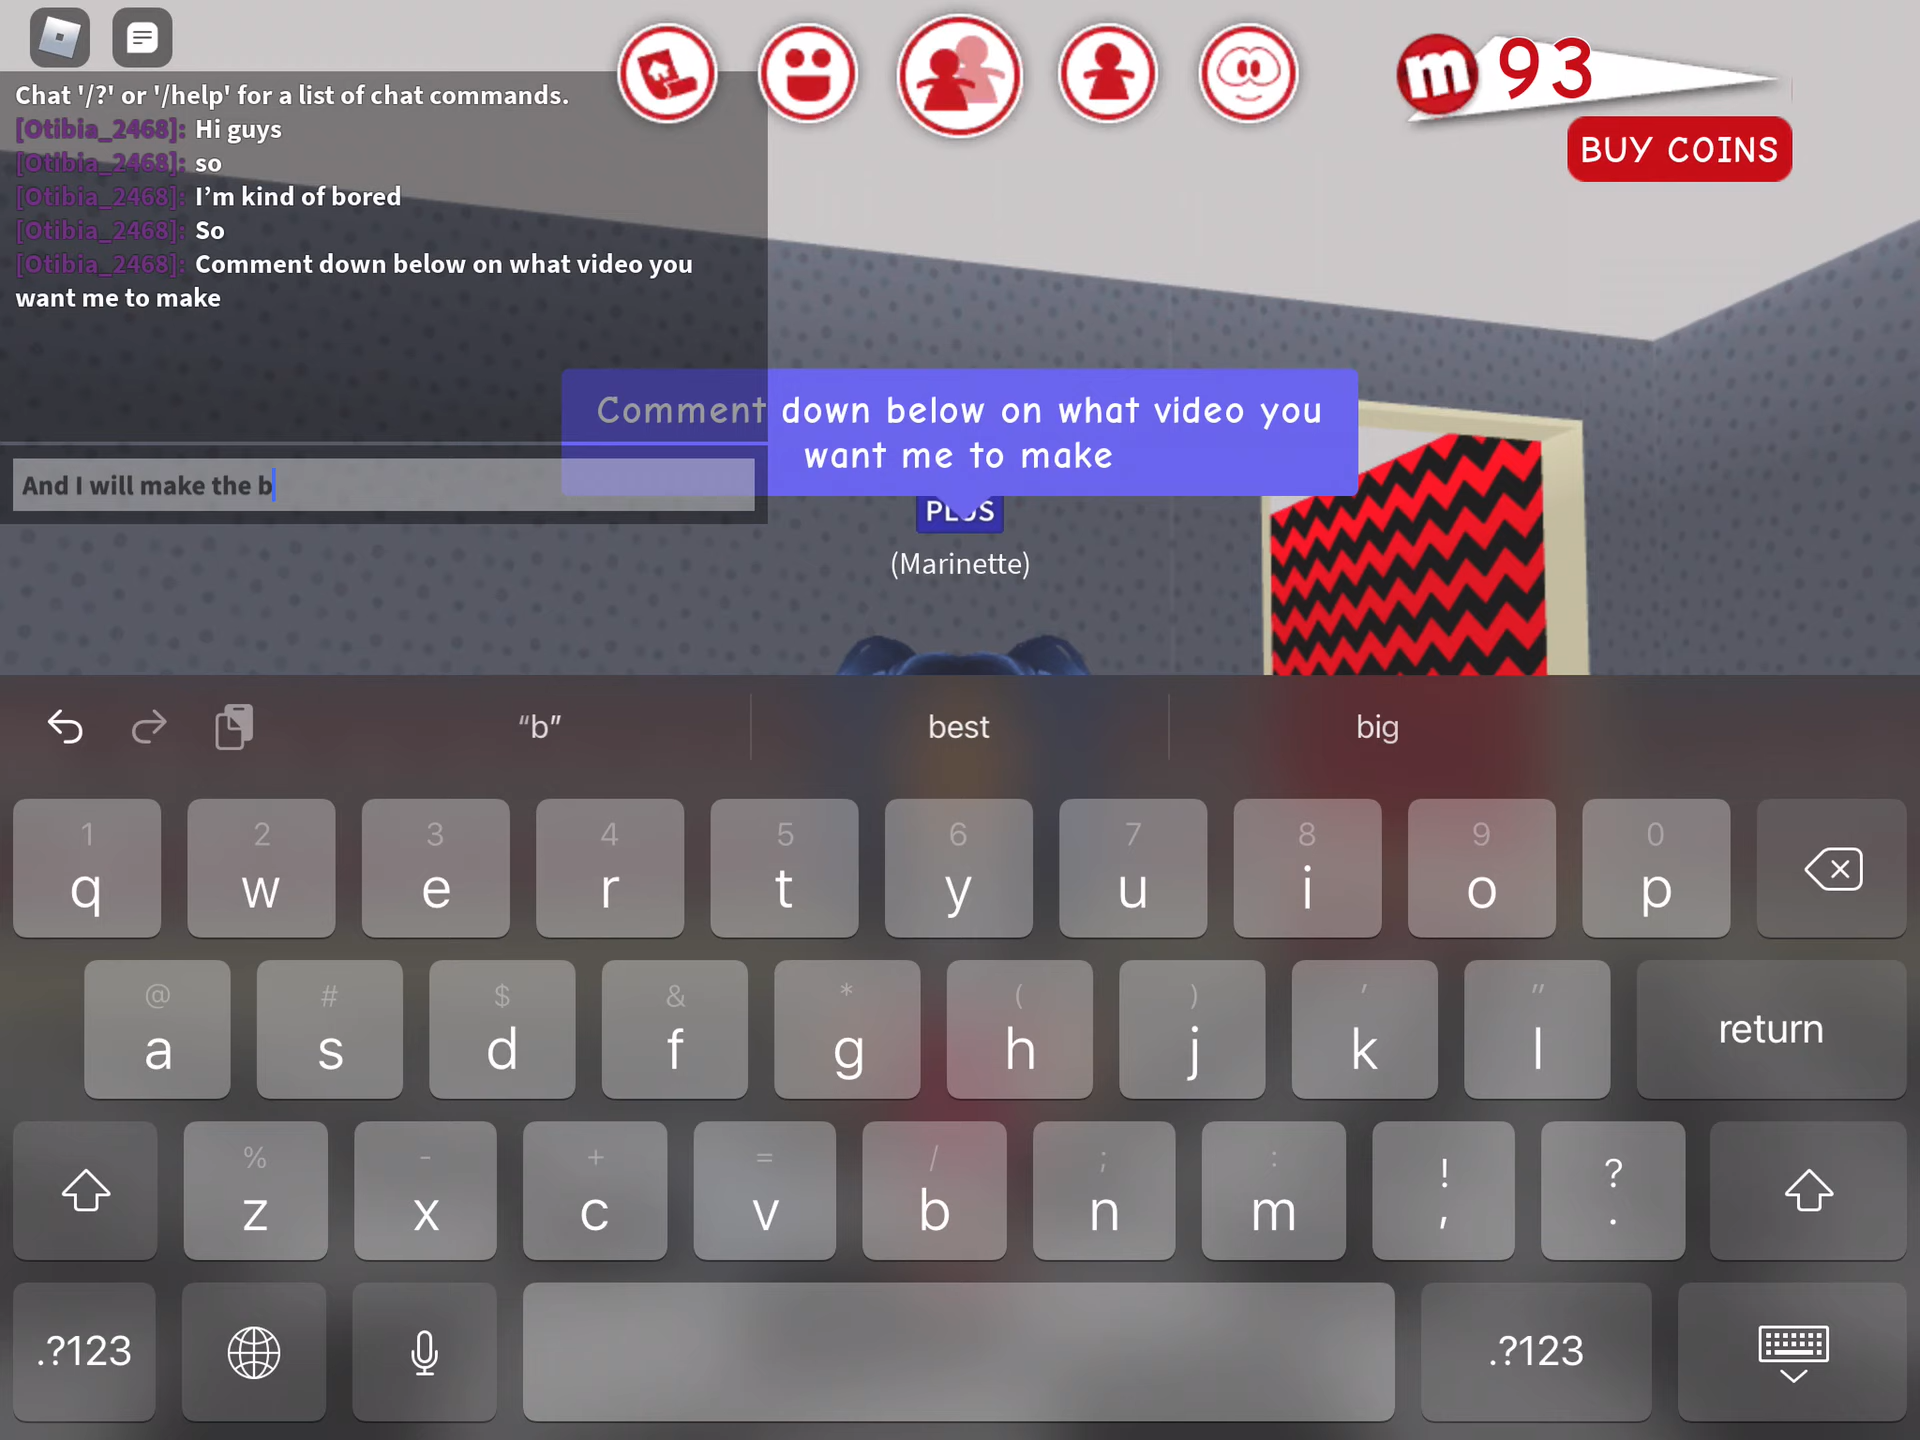 m 93
BUY COINS
Chat '/?' or '/help' for a list of chat commands.
[Otibia_2468]: Hi guys
[Otibia_2468]: so
[Otibia_2468]: I’m kind of bored
[Otibia_2468]: So
[Otibia_2468]: Comment down below on what video you
want me to make
Comment down below on what video you
want me to make
And I will make the b
PLUS
(Marinette)
“b” best big
1 2 3 4 5 6 7 8 9 0
q w e r t y u i o p
@ # $ & * ( ) ' "
a s d f g h j k l return
% - + = / ; : ! ?
z x c v b n m , .
.?123 .?123